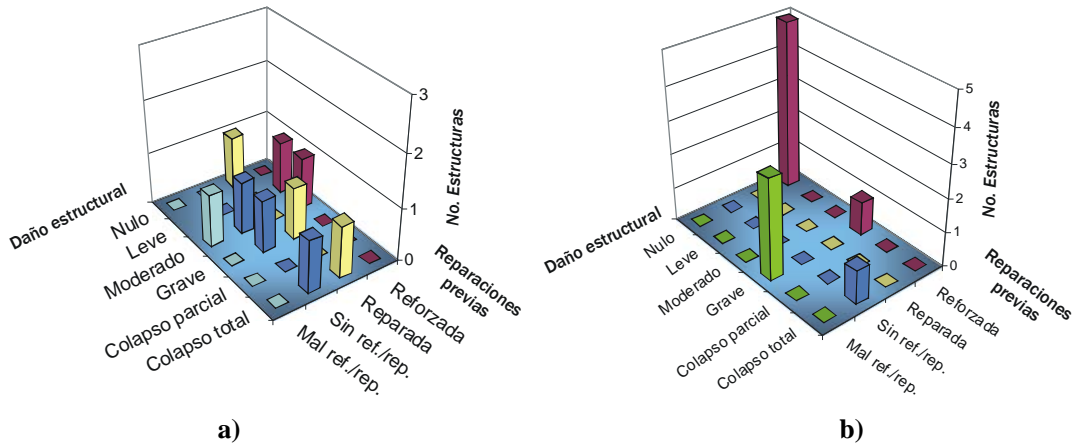 3
2
1
0
No. Estructuras
Daño estructural
Nulo
Leve
Moderado
Grave
Colapso parcial
Colapso total
Reparaciones
previas
Reforzada
Reparada
Sin ref./rep.
Mal ref./rep.
a)
5
4
3
2
1
0
No. Estructuras
Daño estructural
Nulo
Leve
Moderado
Grave
Colapso parcial
Colapso total
Reparaciones
previas
Reforzada
Reparada
Sin ref./rep.
Mal ref./rep.
b)